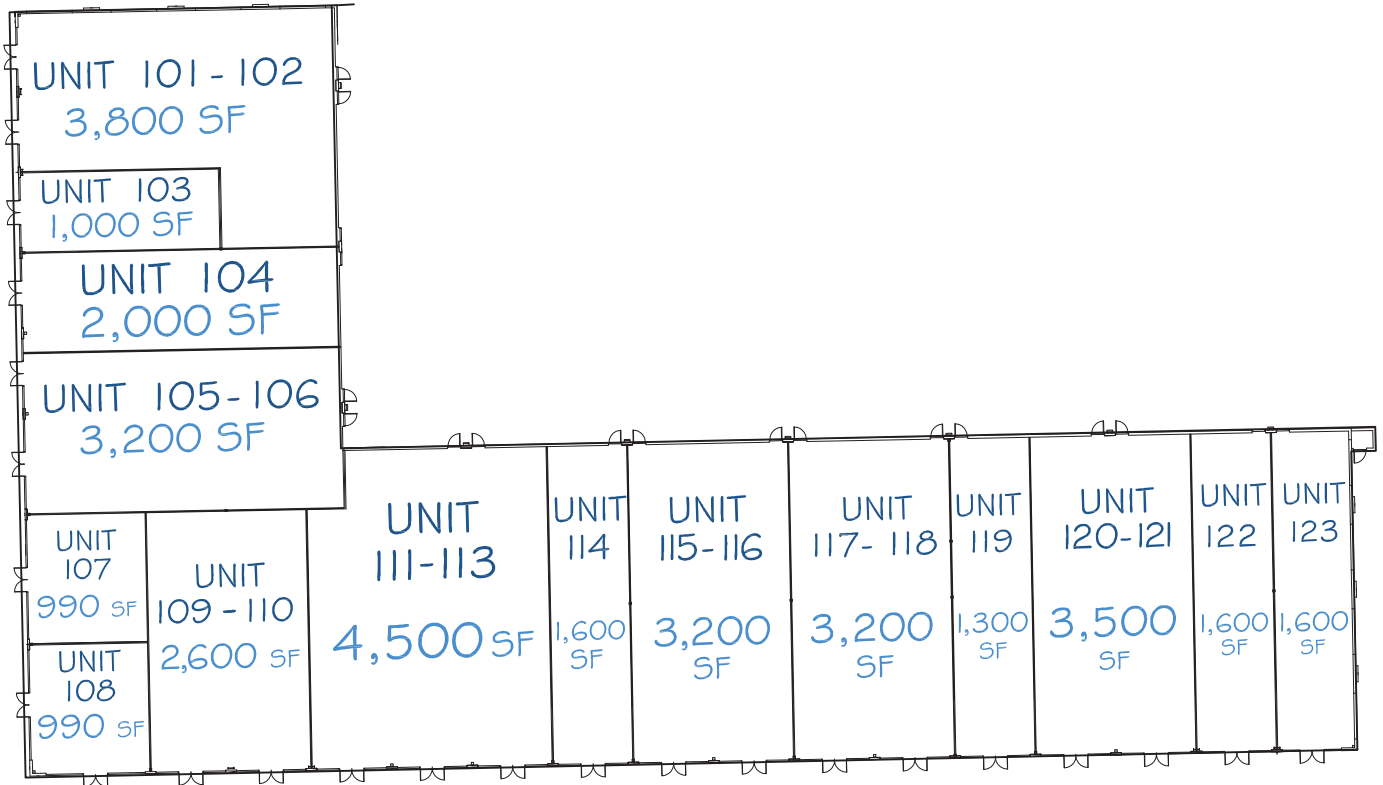 UNIT 101-102
3,800 SF
UNIT 103
1,000 SF
UNIT 104
2,000 SF
UNIT 105-106
3,200 SF
UNIT
107
990 SF
UNIT
108
990 SF
UNIT
109-110
2,600 SF
UNIT
111-113
4,500 SF
UNIT
114
1,600
SF
UNIT
115-116
3,200
SF
UNIT
117-118
3,200
SF
UNIT
119
1,300
SF
UNIT
120-121
3,500
SF
UNIT
122
1,600
SF
UNIT
123
1,600
SF